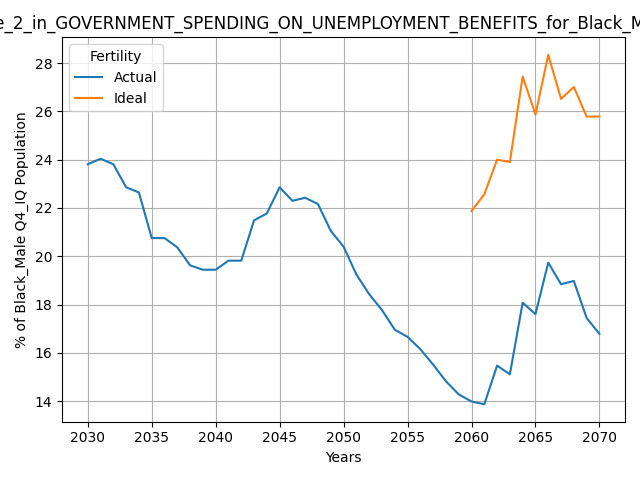 e_2_in_GOVERNMENT_SPENDING_ON_UNEMPLOYMENT_BENEFITS_for_Black_M
Fertility
Actual
Ideal
% of Black_Male Q4_IQ Population
28
26
24
22
20
18
16
14
2030 2035 2040 2045 2050 2055 2060 2065 2070
Years